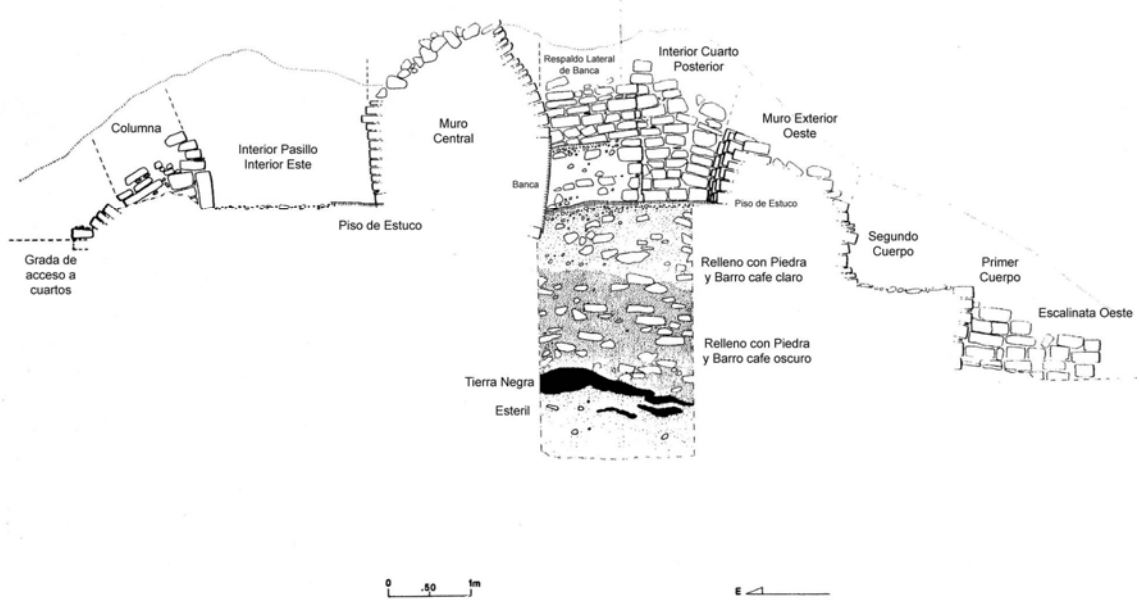 Respaldo Lateral
de Banca
Interior Cuarto
Posterior
Columna
Interior Pasillo
Interior Este
Muro
Central
Muro Exterior
Oeste
Banca
Piso de Estuco
Piso de Estuco
Grada de
acceso a
cuartos
Segundo
Cuerpo
Primer
Cuerpo
Relleno con Piedra
y Barro cafe claro
Escalinata Oeste
Relleno con Piedra
y Barro cafe oscuro
Tierra Negra
Esteril
0 .50 1m
E